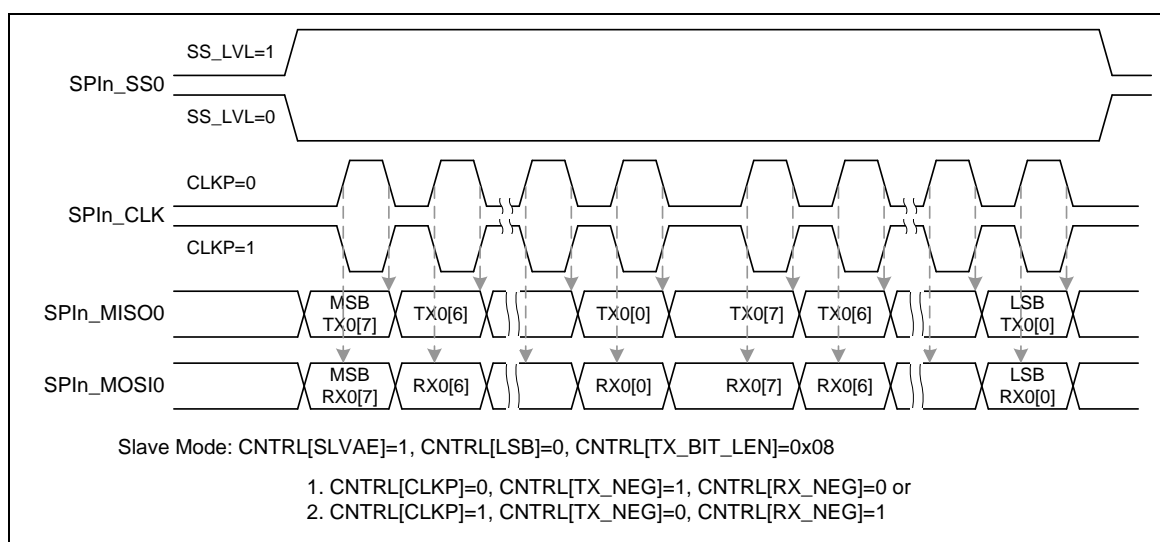 SS_LVL=1
SPIn_SS0
SS_LVL=0
CLKP=0
SPIn_CLK
CLKP=1
SPIn_MISO0
MSB
TX0[7]
TX0[6]
TX0[0]
TX0[7]
TX0[6]
LSB
TX0[0]
SPIn_MOSI0
MSB
RX0[7]
RX0[6]
RX0[0]
RX0[7]
RX0[6]
LSB
RX0[0]
Slave Mode: CNTRL[SLVAE]=1, CNTRL[LSB]=0, CNTRL[TX_BIT_LEN]=0x08
1. CNTRL[CLKP]=0, CNTRL[TX_NEG]=1, CNTRL[RX_NEG]=0 or
2. CNTRL[CLKP]=1, CNTRL[TX_NEG]=0, CNTRL[RX_NEG]=1